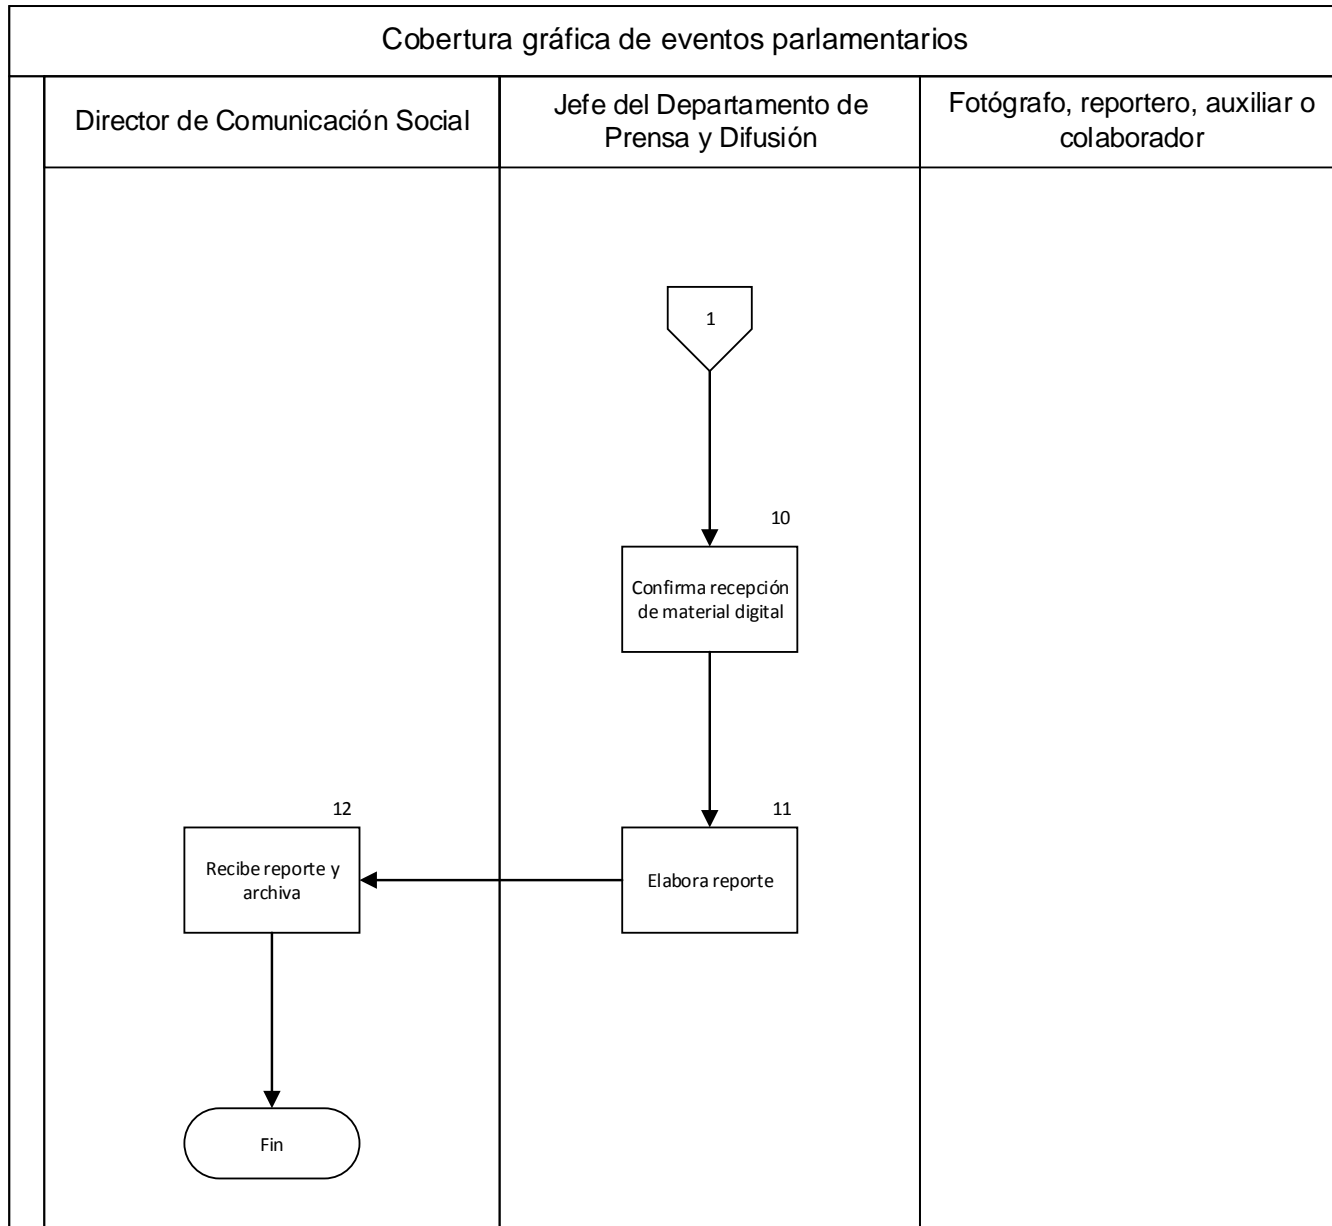 Cobertura gráfica de eventos parlamentarios
Director de Comunicación Social
Jefe del Departamento de
Prensa y Difusión
Fotógrafo, reportero, auxiliar o
colaborador
1
10
Confirma recepción
de material digital
12
11
Recibe reporte y
archiva
Elabora reporte
Fin